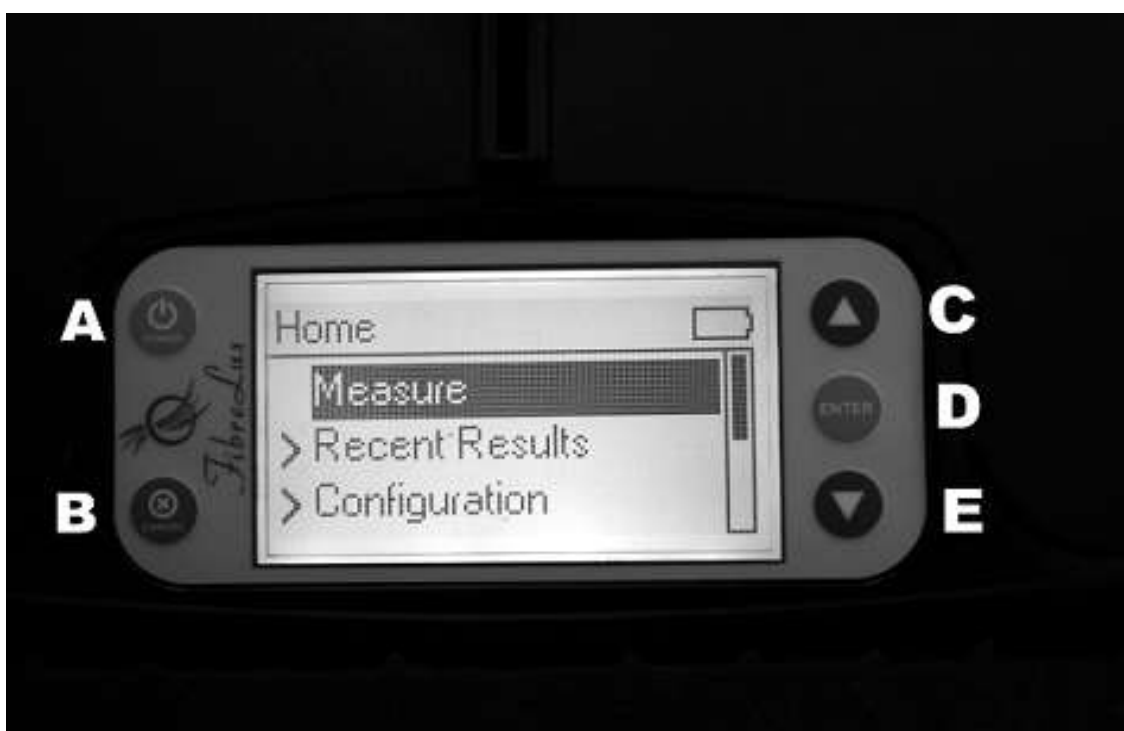 A
B
FibreLux
Home
Measure
> Recent Results
> Configuration
C
ENTER
D
E